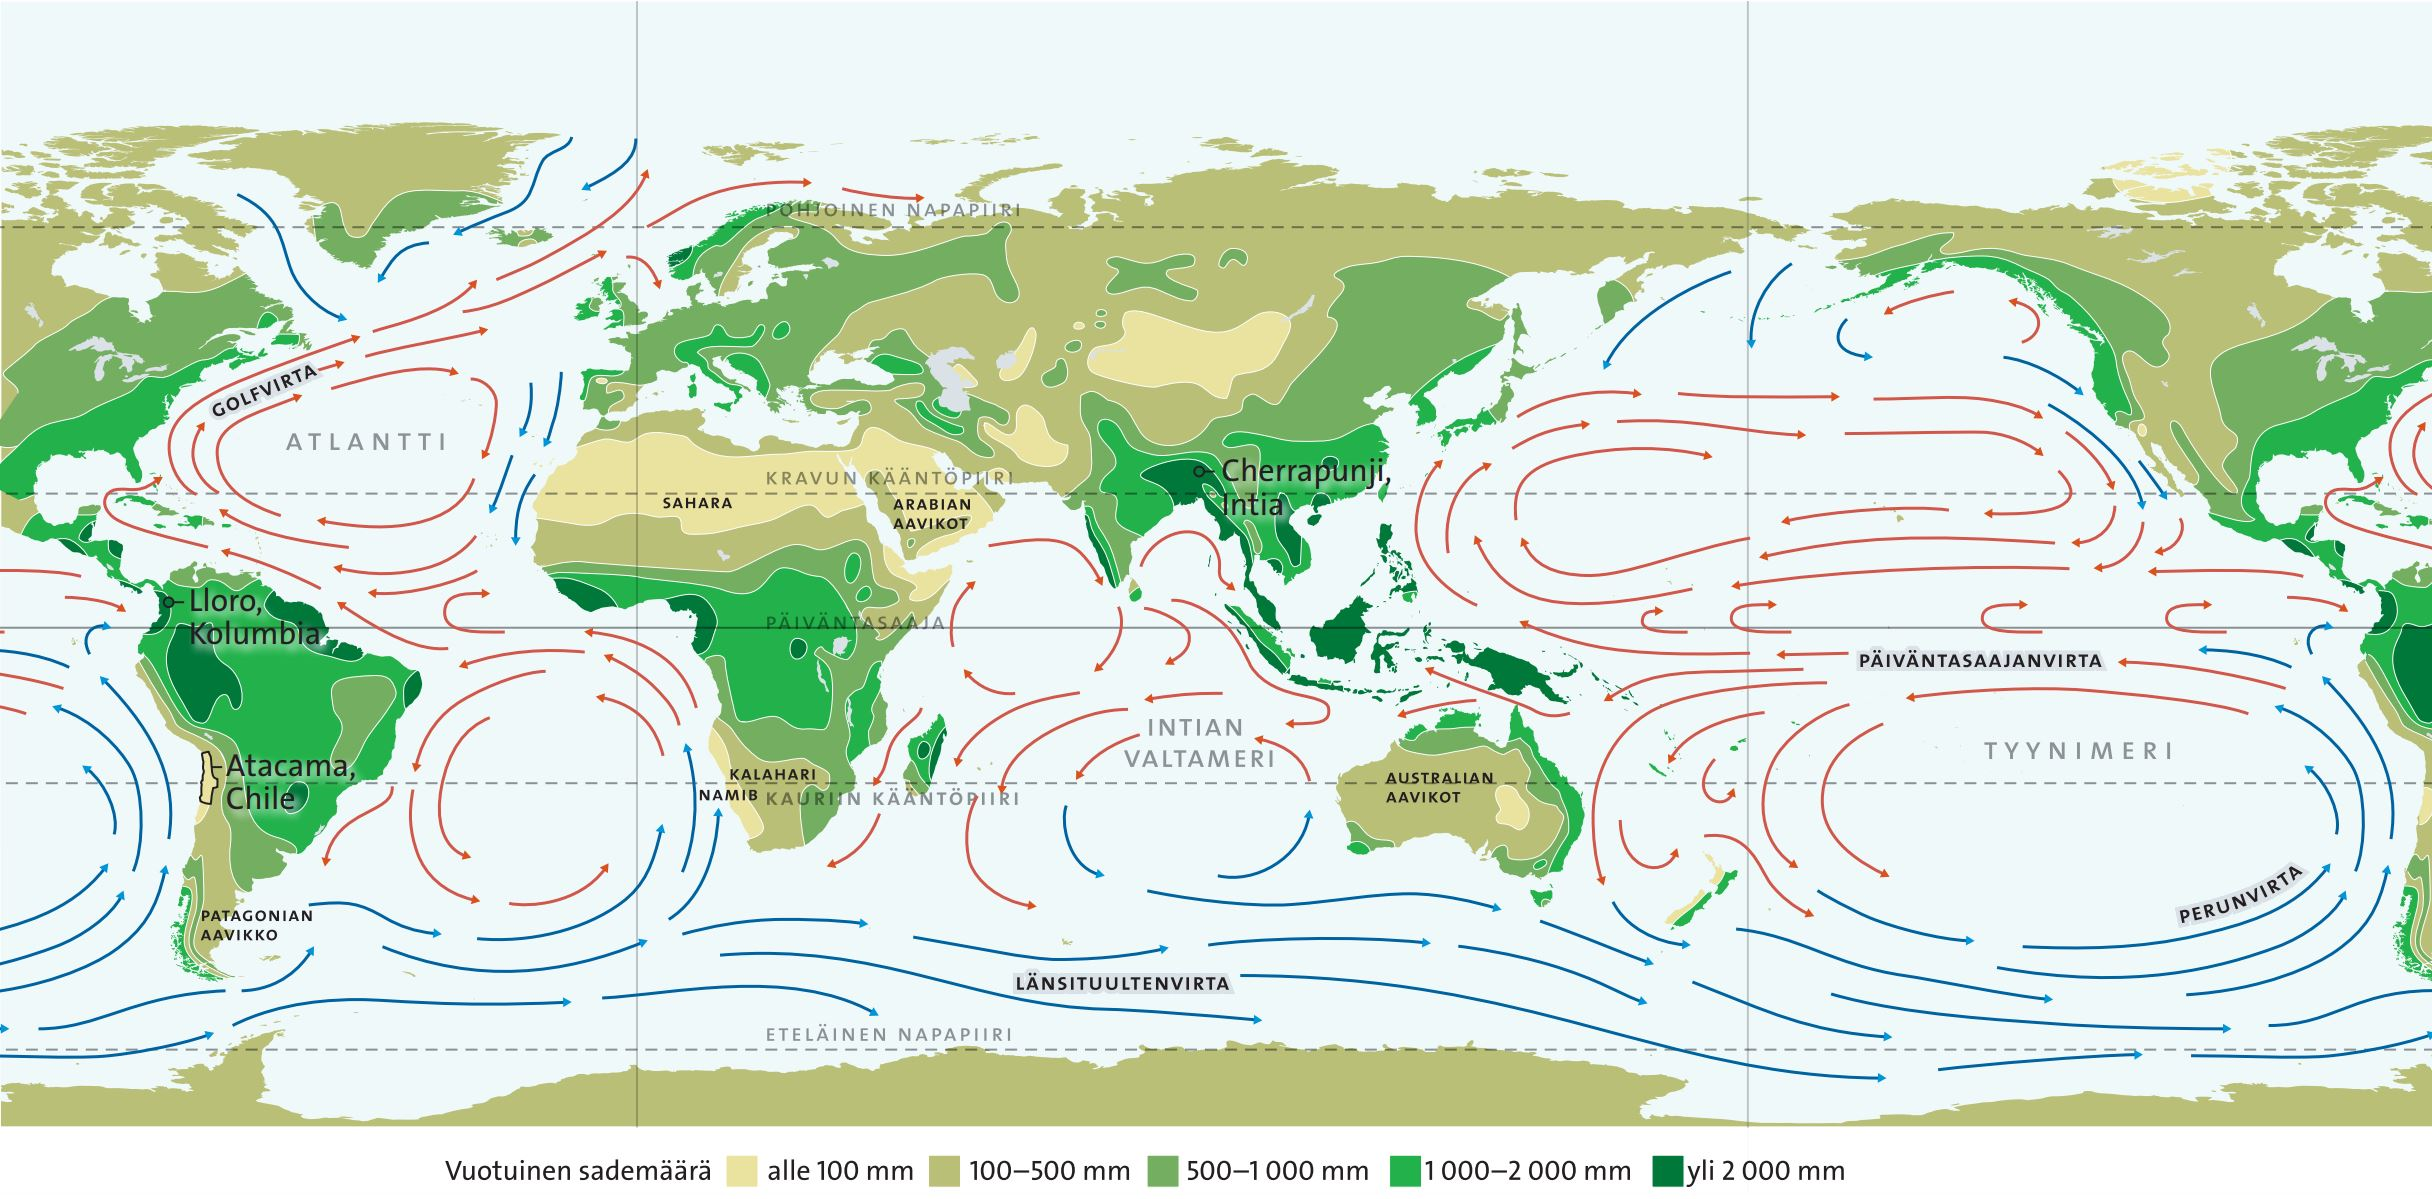 POHJOINEN NAPAPIIRI
GOLFVIRTA
ATLANTTI
KRAVUN KÄÄNTÖPIIRI
SAHARA
ARABIAN
AAVIKOT
Cherrapunji,
Intia
Lloro,
Kolumbia
PÄIVÄNTASAAJA
PÄIVÄNTASAAJANVIRTA
INTIAN
VALTAMERI
TYYNIMERI
Atacama,
Chile
KALAHARI
NAMIB
KAURIIN KÄÄNTÖPIIRI
AUSTRALIAN
AAVIKOT
PERUNVIRTA
PATAGONIAN
AAVIKKO
LÄNSITUULTENVIRTA
ETELÄINEN NAPAPIIRI
Vuotuinen sademäärä alle 100 mm 100–500 mm 500–1 000 mm 1 000–2 000 mm yli 2 000 mm